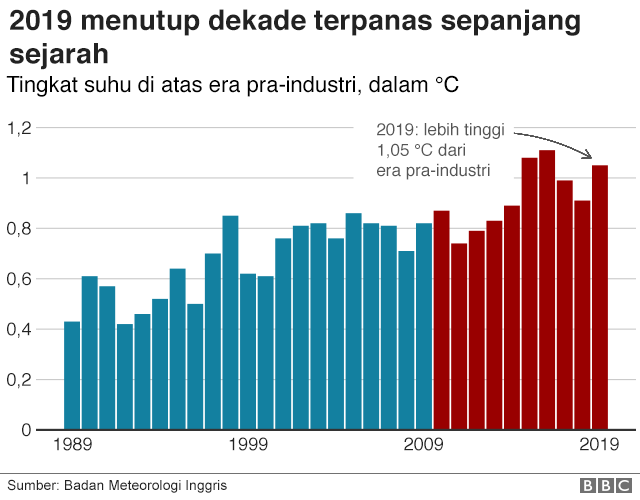 2019 menutup dekade terpanas sepanjang
sejarah
Tingkat suhu di atas era pra-industri, dalam °C
1,2
2019: lebih tinggi
1,05 °C dari
era pra-industri
1
0,8
0,6
0,4
0,2
0
1989
1999
2009
2019
Sumber: Badan Meteorologi Inggris
BBC